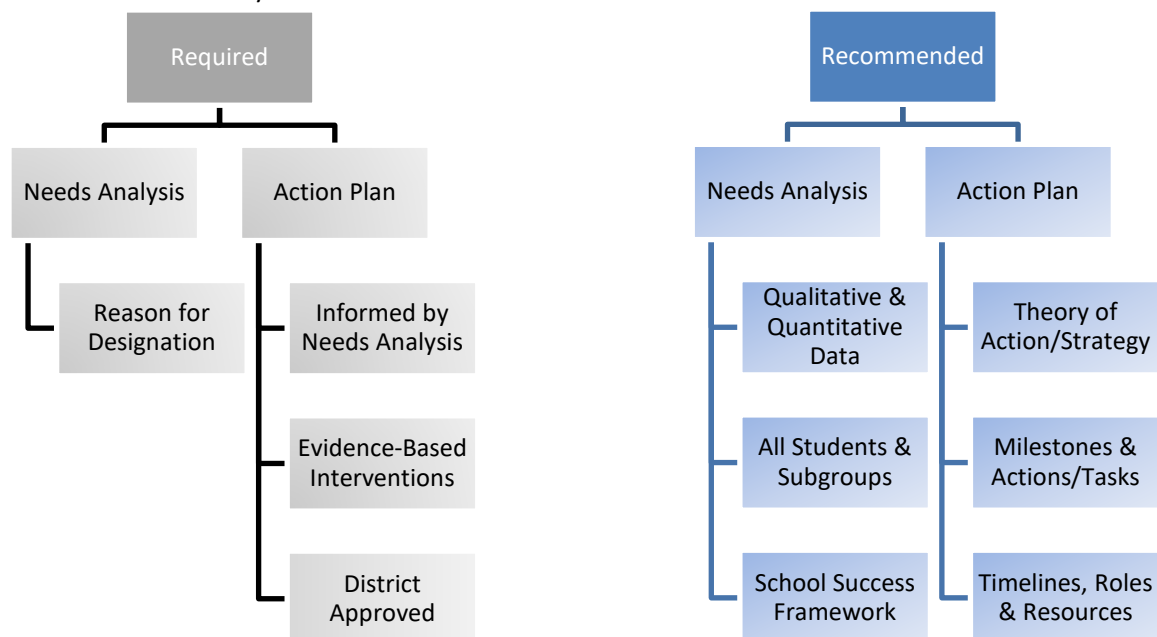 Required
Needs Analysis
Action Plan
Reason for
Designation
Informed by
Needs Analysis
Evidence-Based
Interventions
District
Approved
Recommended
Needs Analysis
Action Plan
Qualitative &
Quantitative
Data
Theory of
Action/Strategy
All Students &
Subgroups
Milestones &
Actions/Tasks
School Success
Framework
Timelines, Roles
& Resources